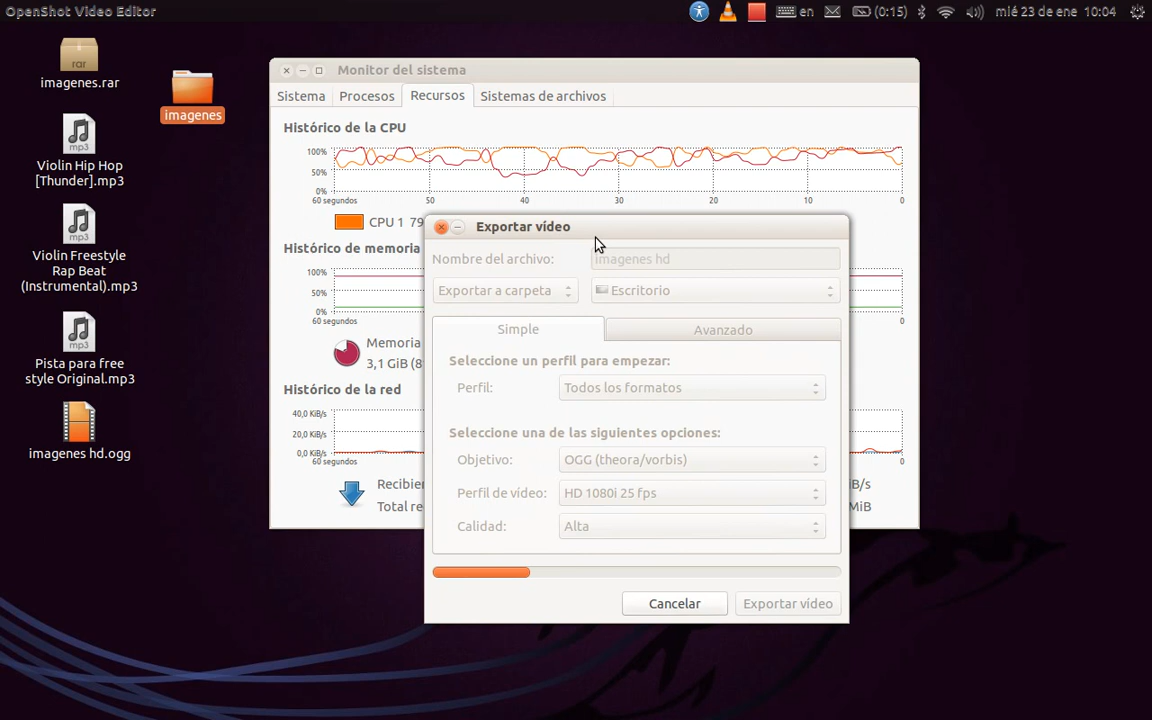 OpenShot Video Editor
en
(0:15)
mié 23 de ene 10:04
rar
imagenes.rar
imagenes
mp3
Violin Hip Hop
[Thunder].mp3
mp3
Violin Freestyle
Rap Beat
(Instrumental).mp3
mp3
Pista para free
style Original.mp3
imagenes hd.ogg
Monitor del sistema
Sistema
Procesos
Recursos
Sistemas de archivos
Histórico de la CPU
100%
50%
0%
60 segundos
50
40
30
20
10
0
CPU 1 79
Histórico de memoria
100%
50%
0%
60 segundos
0
Memoria
3,1 GiB (8
Histórico de la red
40,0 KiB/s
20,0 KiB/s
0,0 KiB/s
60 segundos
0
Recibien
iB/s
Total re
MiB
Exportar vídeo
Nombre del archivo:
imagenes hd
Exportar a carpeta
Escritorio
Simple
Avanzado
Seleccione un perfil para empezar:
Perfil:
Todos los formatos
Seleccione una de las siguientes opciones:
Objetivo:
OGG (theora/vorbis)
Perfil de vídeo:
HD 1080i 25 fps
Calidad:
Alta
Cancelar
Exportar vídeo